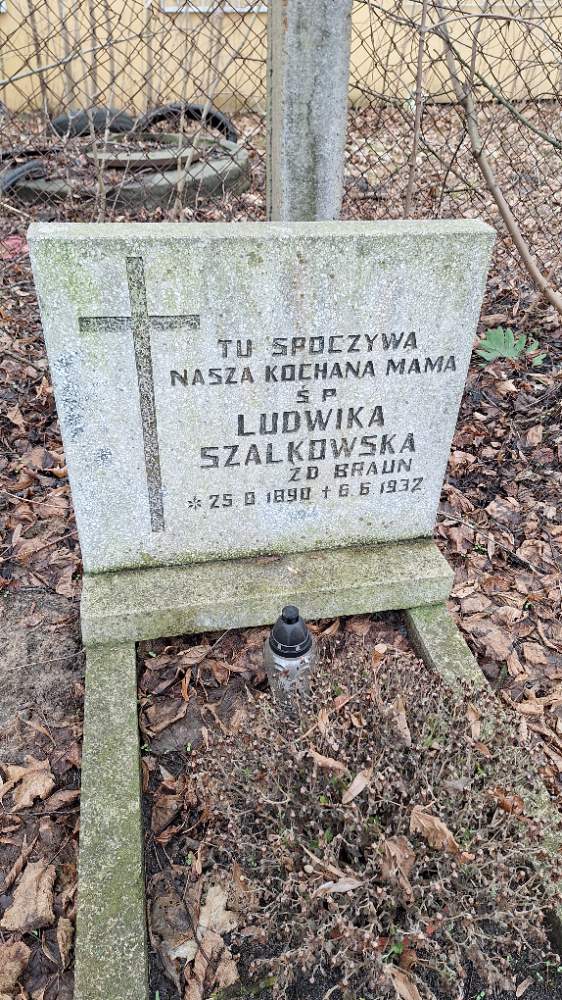 TU SPOCZYWA
NASZA KOCHANA MAMA
Ś P
LUDWIKA
SZALKOWSKA
ZD BRAUN
* 25 8 1890 † 6 6 1932